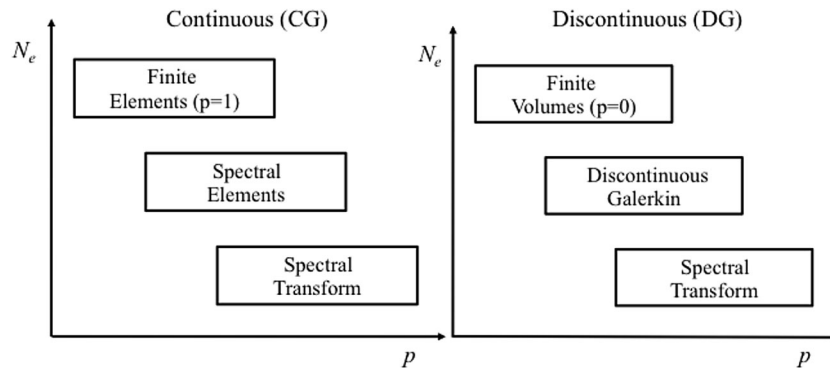 Continuous (CG)
N_e
Finite
Elements (p=1)
Spectral
Elements
Spectral
Transform
p
Discontinuous (DG)
N_e
Finite
Volumes (p=0)
Discontinuous
Galerkin
Spectral
Transform
p